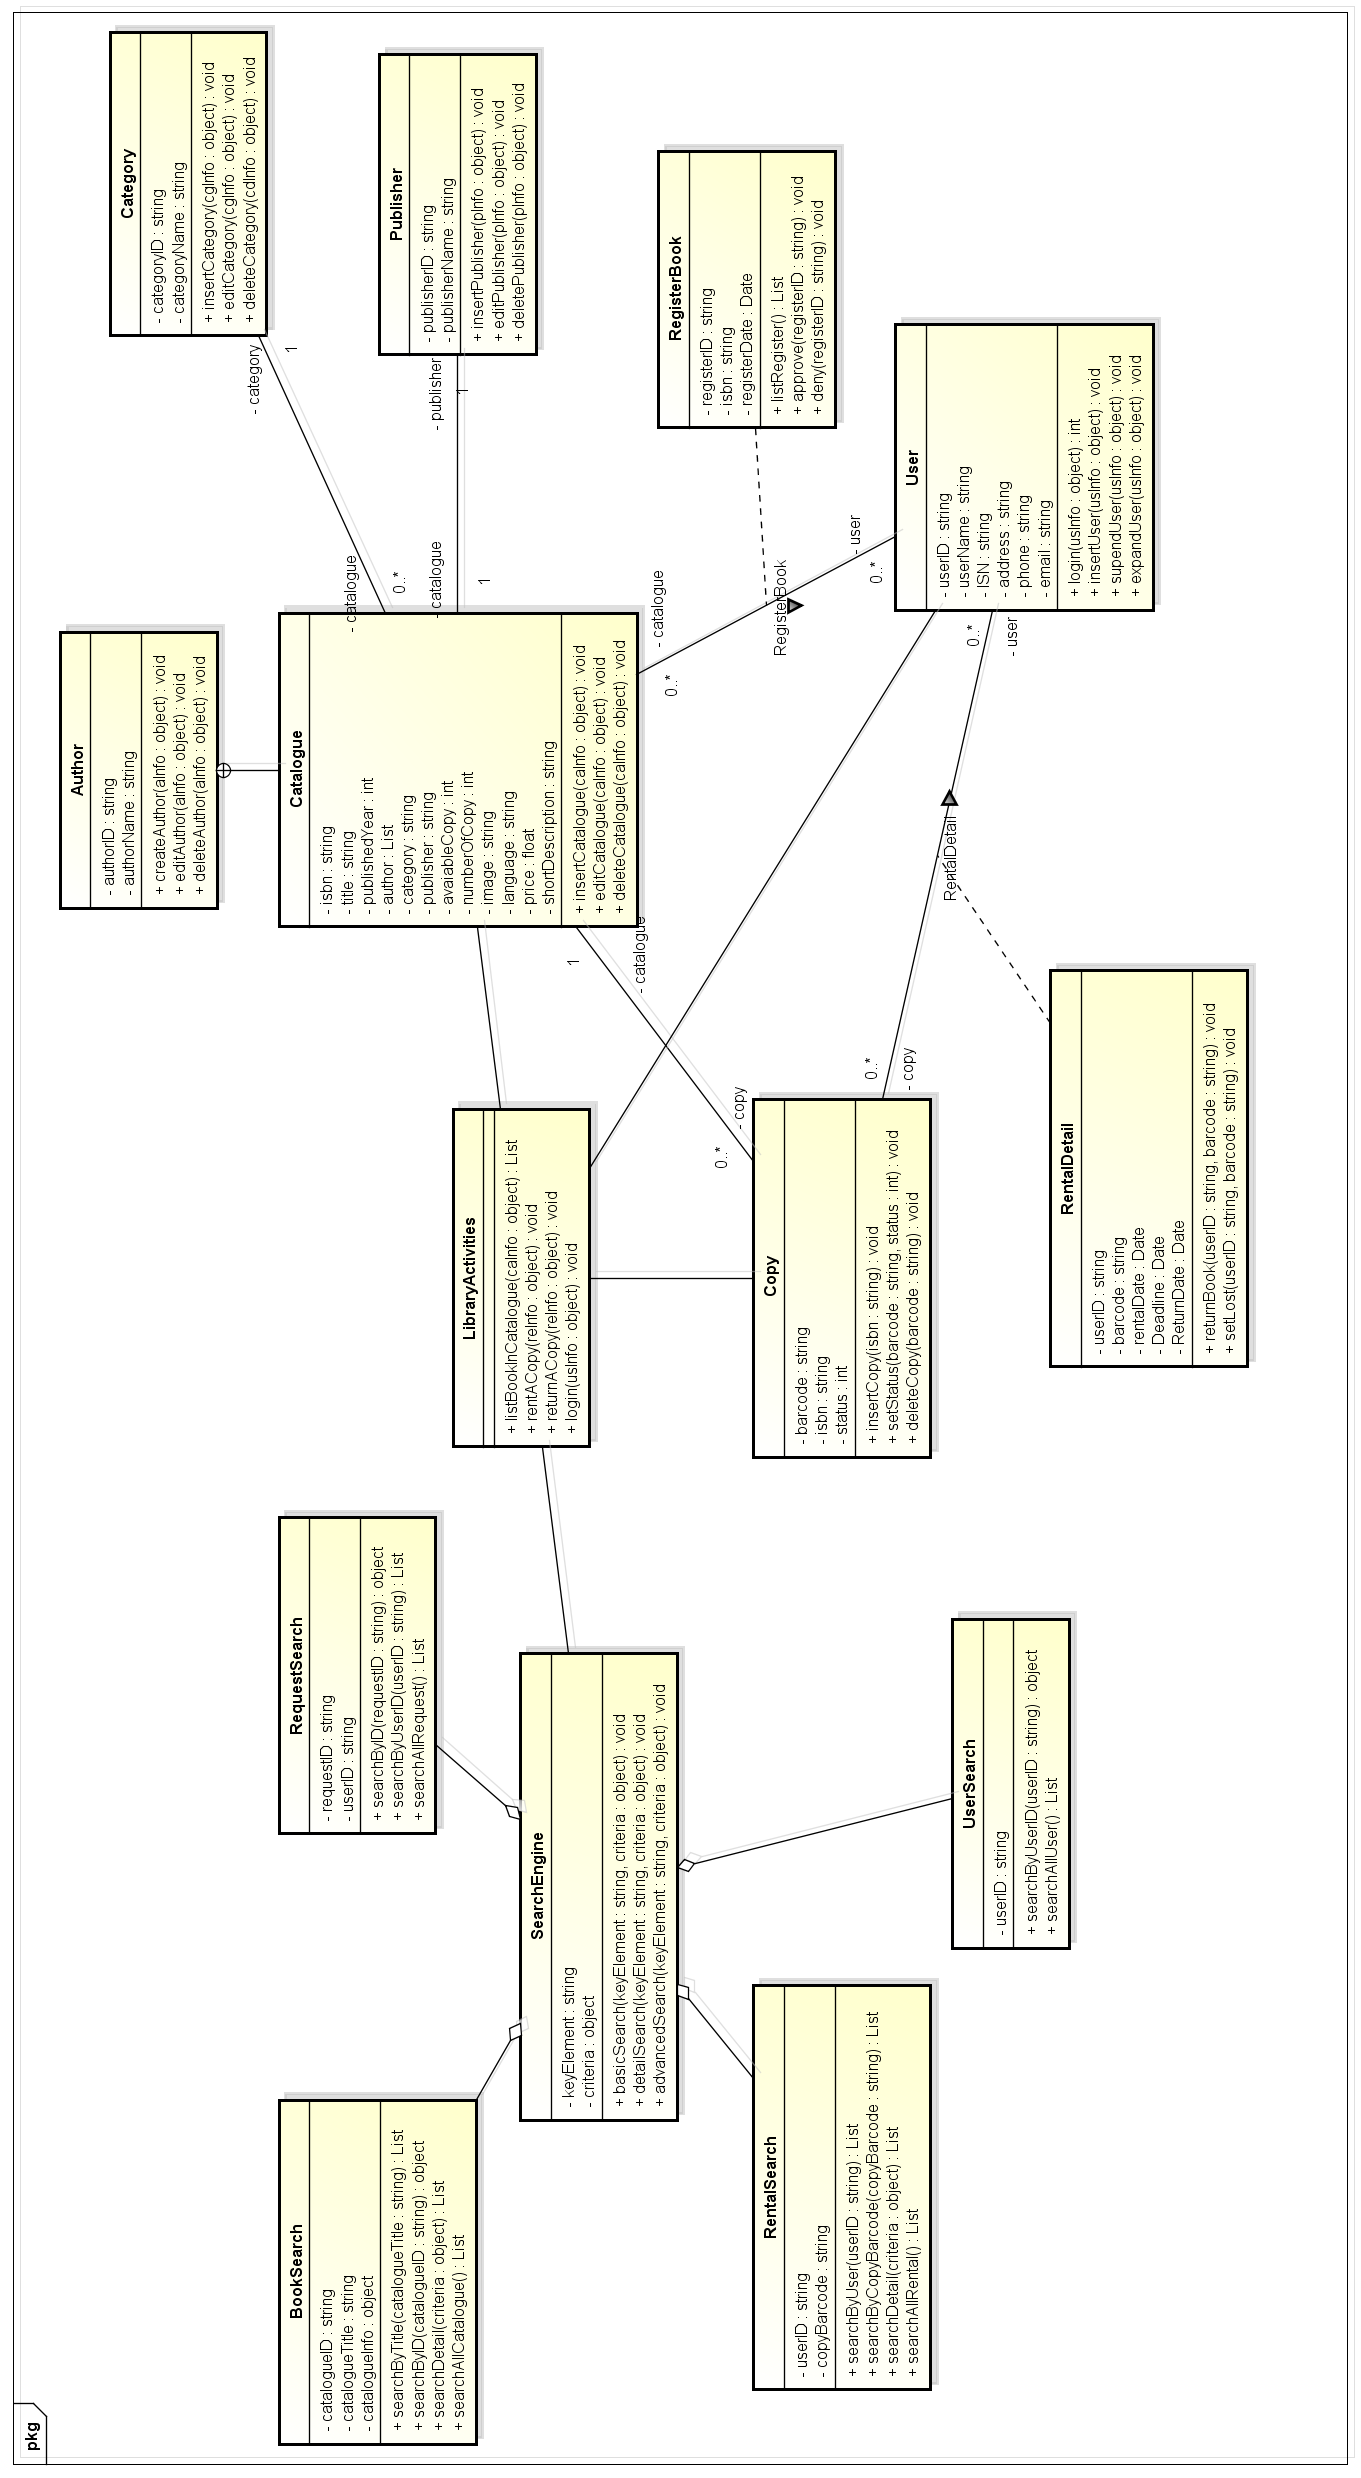 pkg
BookSearch
- catalogueID : string
- catalogueTitle : string
- catalogueInfo : object
+ searchByTitle(catalogueTitle : string) : List
+ searchByID(catalogueID : string) : object
+ searchDetail(criteria : object) : List
+ searchAllCatalogue() : List
RequestSearch
- requestID : string
- userID : string
+ searchByID(requestID : string) : object
+ searchByUserID(userID : string) : List
+ searchAllRequest() : List
Author
- authorID : string
- authorName : string
+ createAuthor(aInfo : object) : void
+ editAuthor(aInfo : object) : void
+ deleteAuthor(aInfo : object) : void
Category
- categoryID : string
- categoryName : string
+ insertCategory(cgInfo : object) : void
+ editCategory(cgInfo : object) : void
+ deleteCategory(cdInfo : object) : void
- category
1
- catalogue
0..*
Catalogue
- isbn : string
- title : string
- publishedYear : int
- author : List
- category : string
- publisher : string
- avaiableCopy : int
- numberOfCopy : int
- image : string
- language : string
- price : float
- shortDescription : string
+ insertCatalogue(caInfo : object) : void
+ editCatalogue(caInfo : object) : void
+ deleteCatalogue(caInfo : object) : void
Publisher
- publisherID : string
- publisherName : string
+ insertPublisher(pInfo : object) : void
+ editPublisher(pInfo : object) : void
+ deletePublisher(pInfo : object) : void
- publisher
1
- catalogue
1
SearchEngine
- keyElement : string
- criteria : object
+ basicSearch(keyElement : string, criteria : object) : void
+ detailSearch(keyElement : string, criteria : object) : void
+ advancedSearch(keyElement : string, criteria : object) : void
LibraryActivities
+ listBookInCatalogue(caInfo : object) : List
+ rentACopy(reInfo : object) : void
+ returnACopy(reInfo : object) : void
+ login(usInfo : object) : void
1
- catalogue
0..*
- copy
- catalogue
0..*
RegisterBook
- user
0..*
RegisterBook
- registerID : string
- isbn : string
- registerDate : Date
+ listRegister() : List
+ approve(registerID : string) : void
+ deny(registerID : string) : void
RentalSearch
- userID : string
- copyBarcode : string
+ searchByUser(userID : string) : List
+ searchByCopyBarcode(copyBarcode : string) : List
+ searchDetail(criteria : object) : List
+ searchAllRental() : List
Copy
- barcode : string
- isbn : string
- status : int
+ insertCopy(isbn : string) : void
+ setStatus(barcode : string, status : int) : void
+ deleteCopy(barcode : string) : void
0..*
- copy
RentalDetail
0..*
- user
User
- userID : string
- userName : string
- ISN : string
- address : string
- phone : string
- email : string
+ login(usInfo : object) : int
+ insertUser(usInfo : object) : void
+ supendUser(usInfo : object) : void
+ expandUser(usInfo : object) : void
UserSearch
- userID : string
+ searchByUserID(userID : string) : object
+ searchAllUser() : List
RentalDetail
- userID : string
- barcode : string
- rentalDate : Date
- Deadline : Date
- ReturnDate : Date
+ returnBook(userID : string, barcode : string) : void
+ setLost(userID : string, barcode : string) : void